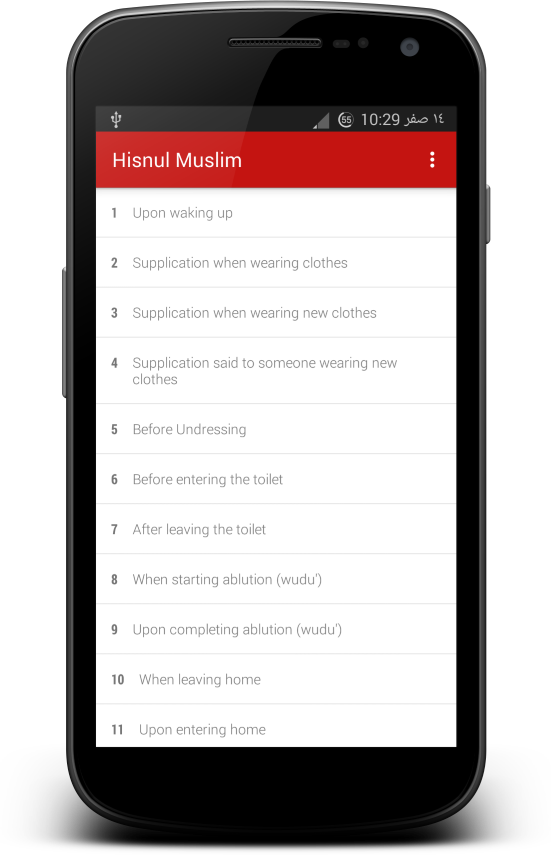 55 10:29 ١٤ صفر
Hisnul Muslim
1 Upon waking up
2 Supplication when wearing clothes
3 Supplication when wearing new clothes
4 Supplication said to someone wearing new
clothes
5 Before Undressing
6 Before entering the toilet
7 After leaving the toilet
8 When starting ablution (wudu')
9 Upon completing ablution (wudu')
10 When leaving home
11 Upon entering home